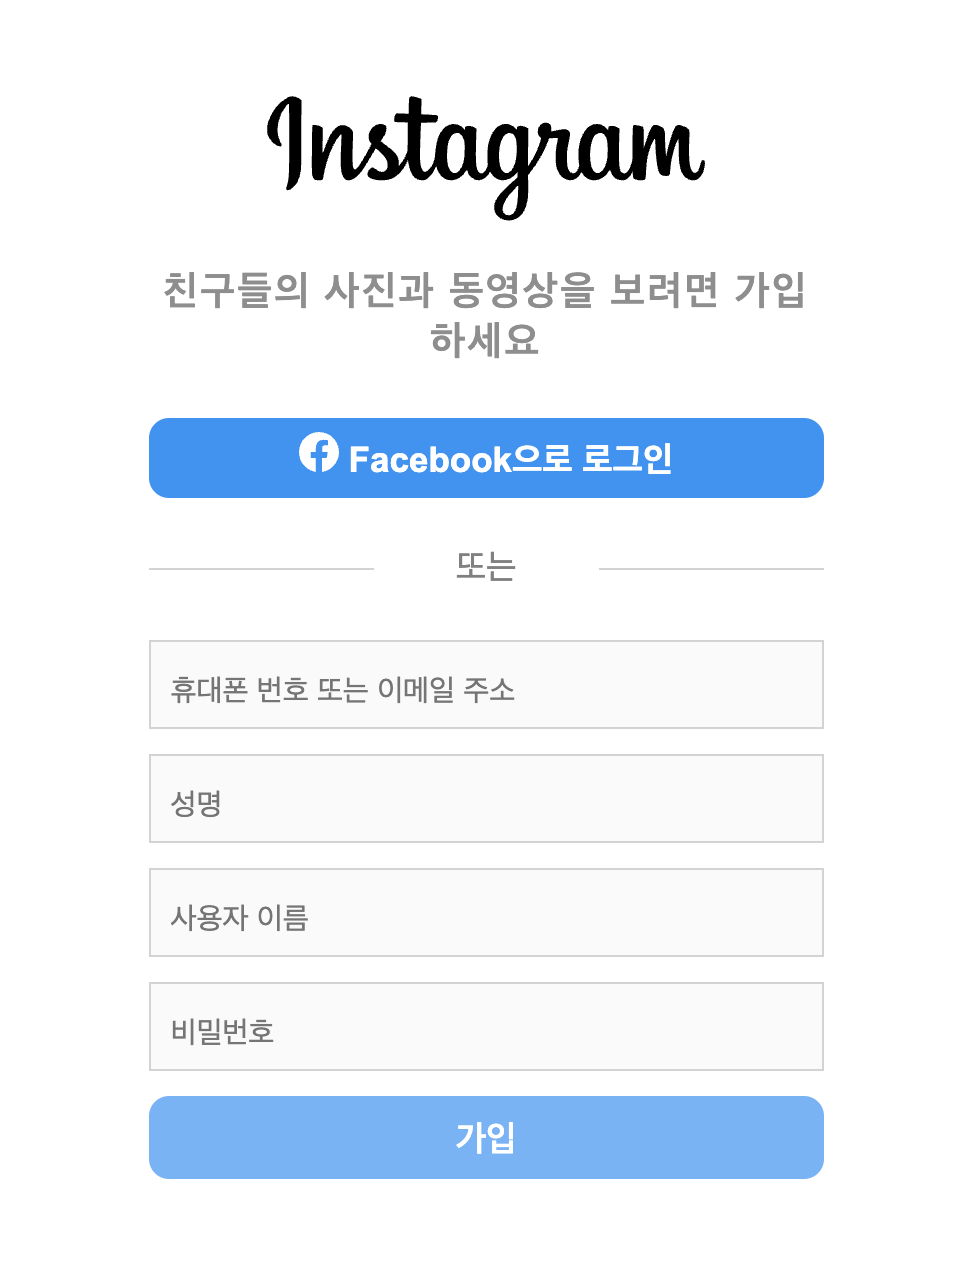 Instagram
친구들의 사진과 동영상을 보려면 가입
하세요
Facebook으로 로그인
또는
휴대폰 번호 또는 이메일 주소
성명
사용자 이름
비밀번호
가입